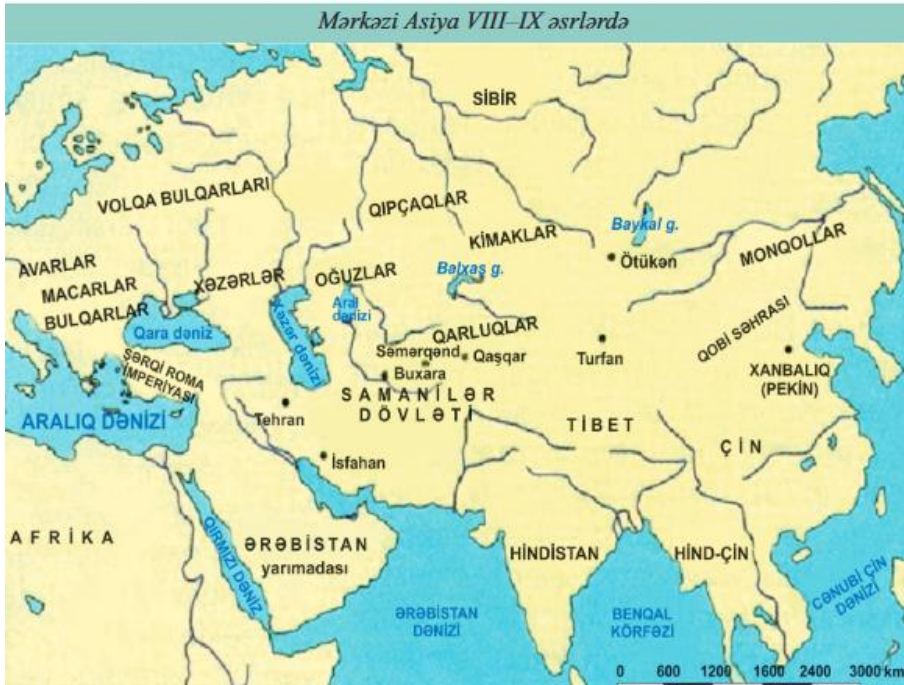 Mərkəzi Asiya VIII–IX əsrlərdə
SİBİR
VOLQA BULQARLARI
QIPÇAQLAR
KİMAKLAR
Baykal g.
Ötükən
MONQOLLAR
AVARLAR
MACARLAR
BULQARLAR
XƏZƏRLƏR
OĞUZLAR
Balxaş g.
Aral
dənizi
Qara dəniz
Xəzər dənizi
QARLUQLAR
Səmərqənd
Qaşqar
Buxara
Turfan
QOBİ SƏHRASI
XANBALIQ
(PEKİN)
ŞƏRQİ ROMA
İMPERİYASI
ARALIQ DƏNİZİ
Tehran
SAMANİLƏR
DÖVLƏTİ
TİBET
ÇİN
İsfahan
AFRİKA
QIRMIZI DƏNİZ
ƏRƏBİSTAN
yarımadası
HİNDİSTAN
HİND-ÇİN
CƏNUBİ ÇİN
DƏNİZİ
ƏRƏBİSTAN
DƏNİZİ
BENQAL
KÖRFƏZİ
0 600 1200 1600 2400 3000 km